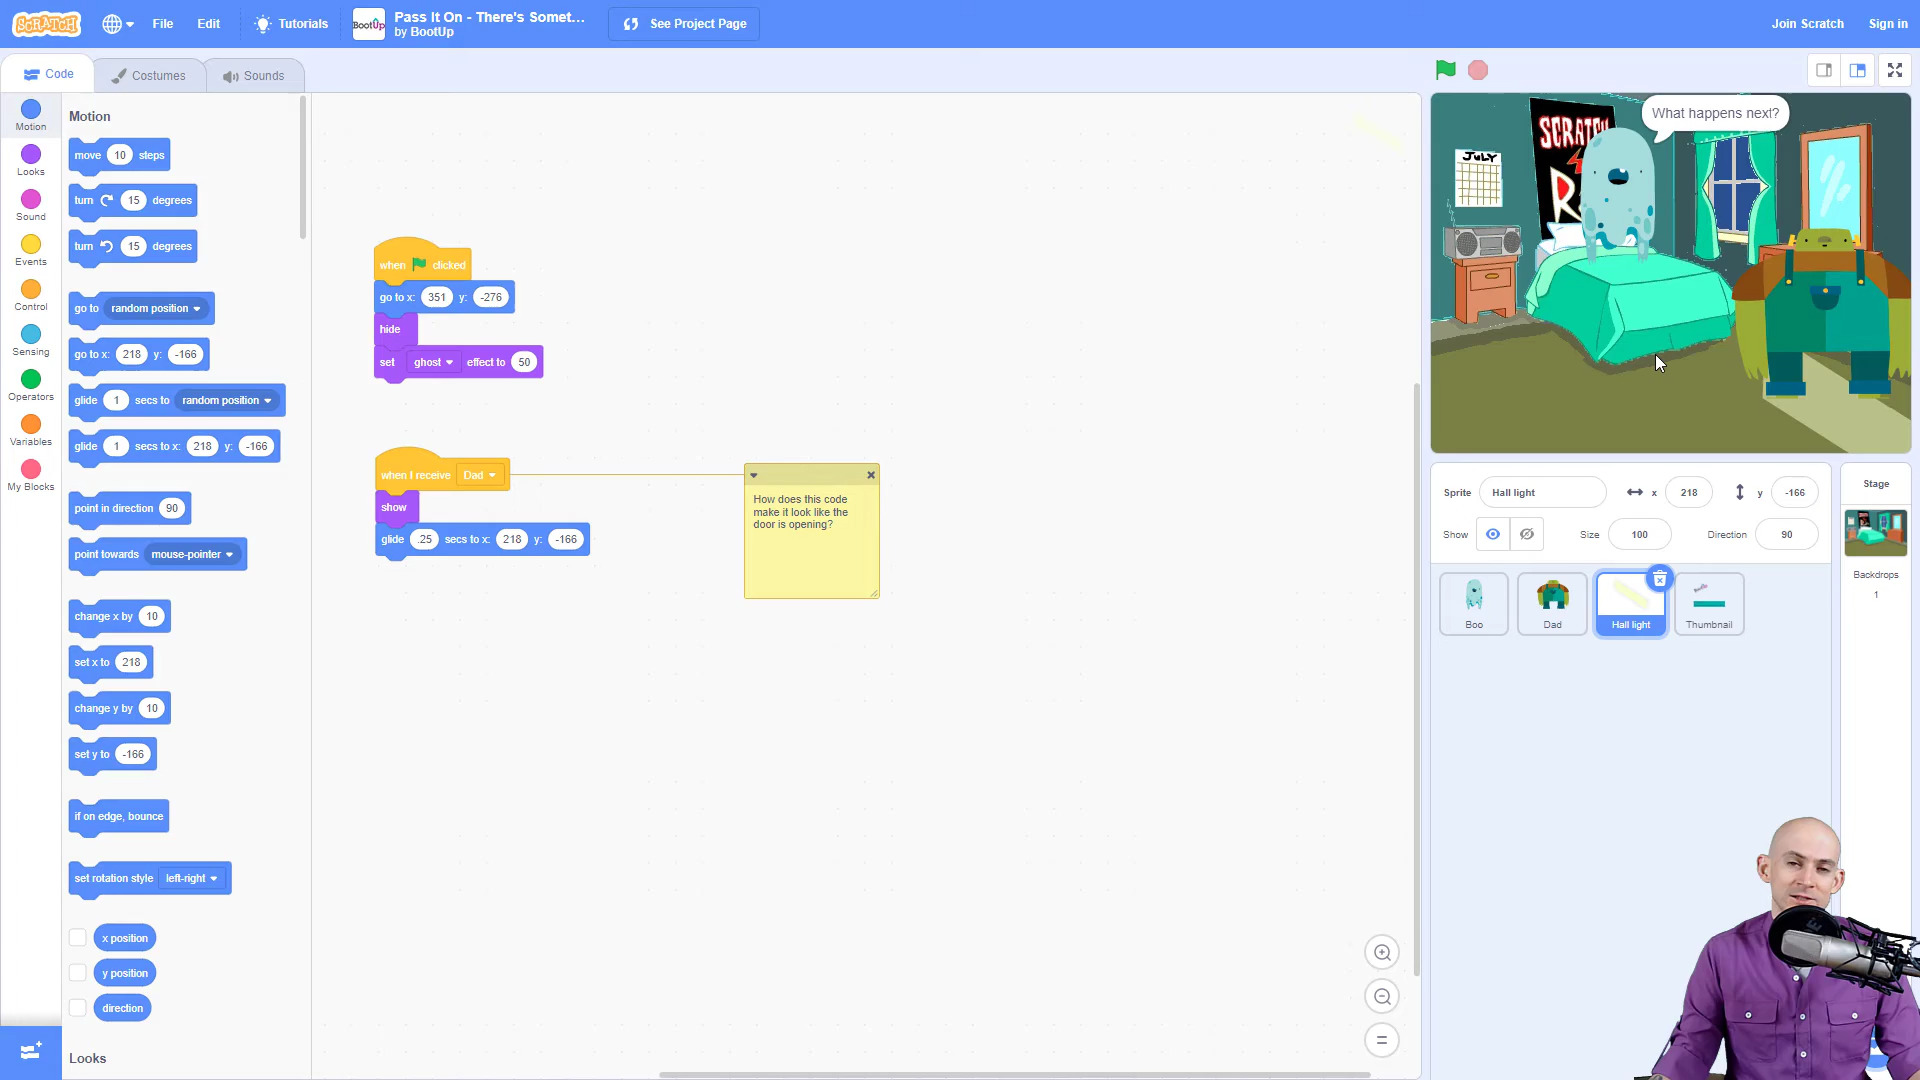 SCRATCH
File
Edit
Tutorials
BootUp
Pass It On - There's Somet...
by BootUp
See Project Page
Join Scratch
Sign in
Code
Costumes
Sounds
Motion
Looks
Sound
Events
Control
Sensing
Operators
Variables
My Blocks
Motion
move 10 steps
turn 15 degrees
turn 15 degrees
go to random position
go to x: 218 y: -166
glide 1 secs to random position
glide 1 secs to x: 218 y: -166
point in direction 90
point towards mouse-pointer
change x by 10
set x to 218
change y by 10
set y to -166
if on edge, bounce
set rotation style left-right
x position
y position
direction
Looks
when clicked
go to x: 351 y: -276
hide
set ghost effect to 50
when I receive Dad
show
glide .25 secs to x: 218 y: -166
How does this code
make it look like the
door is opening?
What happens next?
SCRATCH
JULY
Sprite Hall light x 218 y -166
Show Size 100 Direction 90
Boo
Dad
Hall light
Thumbnail
Stage
Backdrops
1